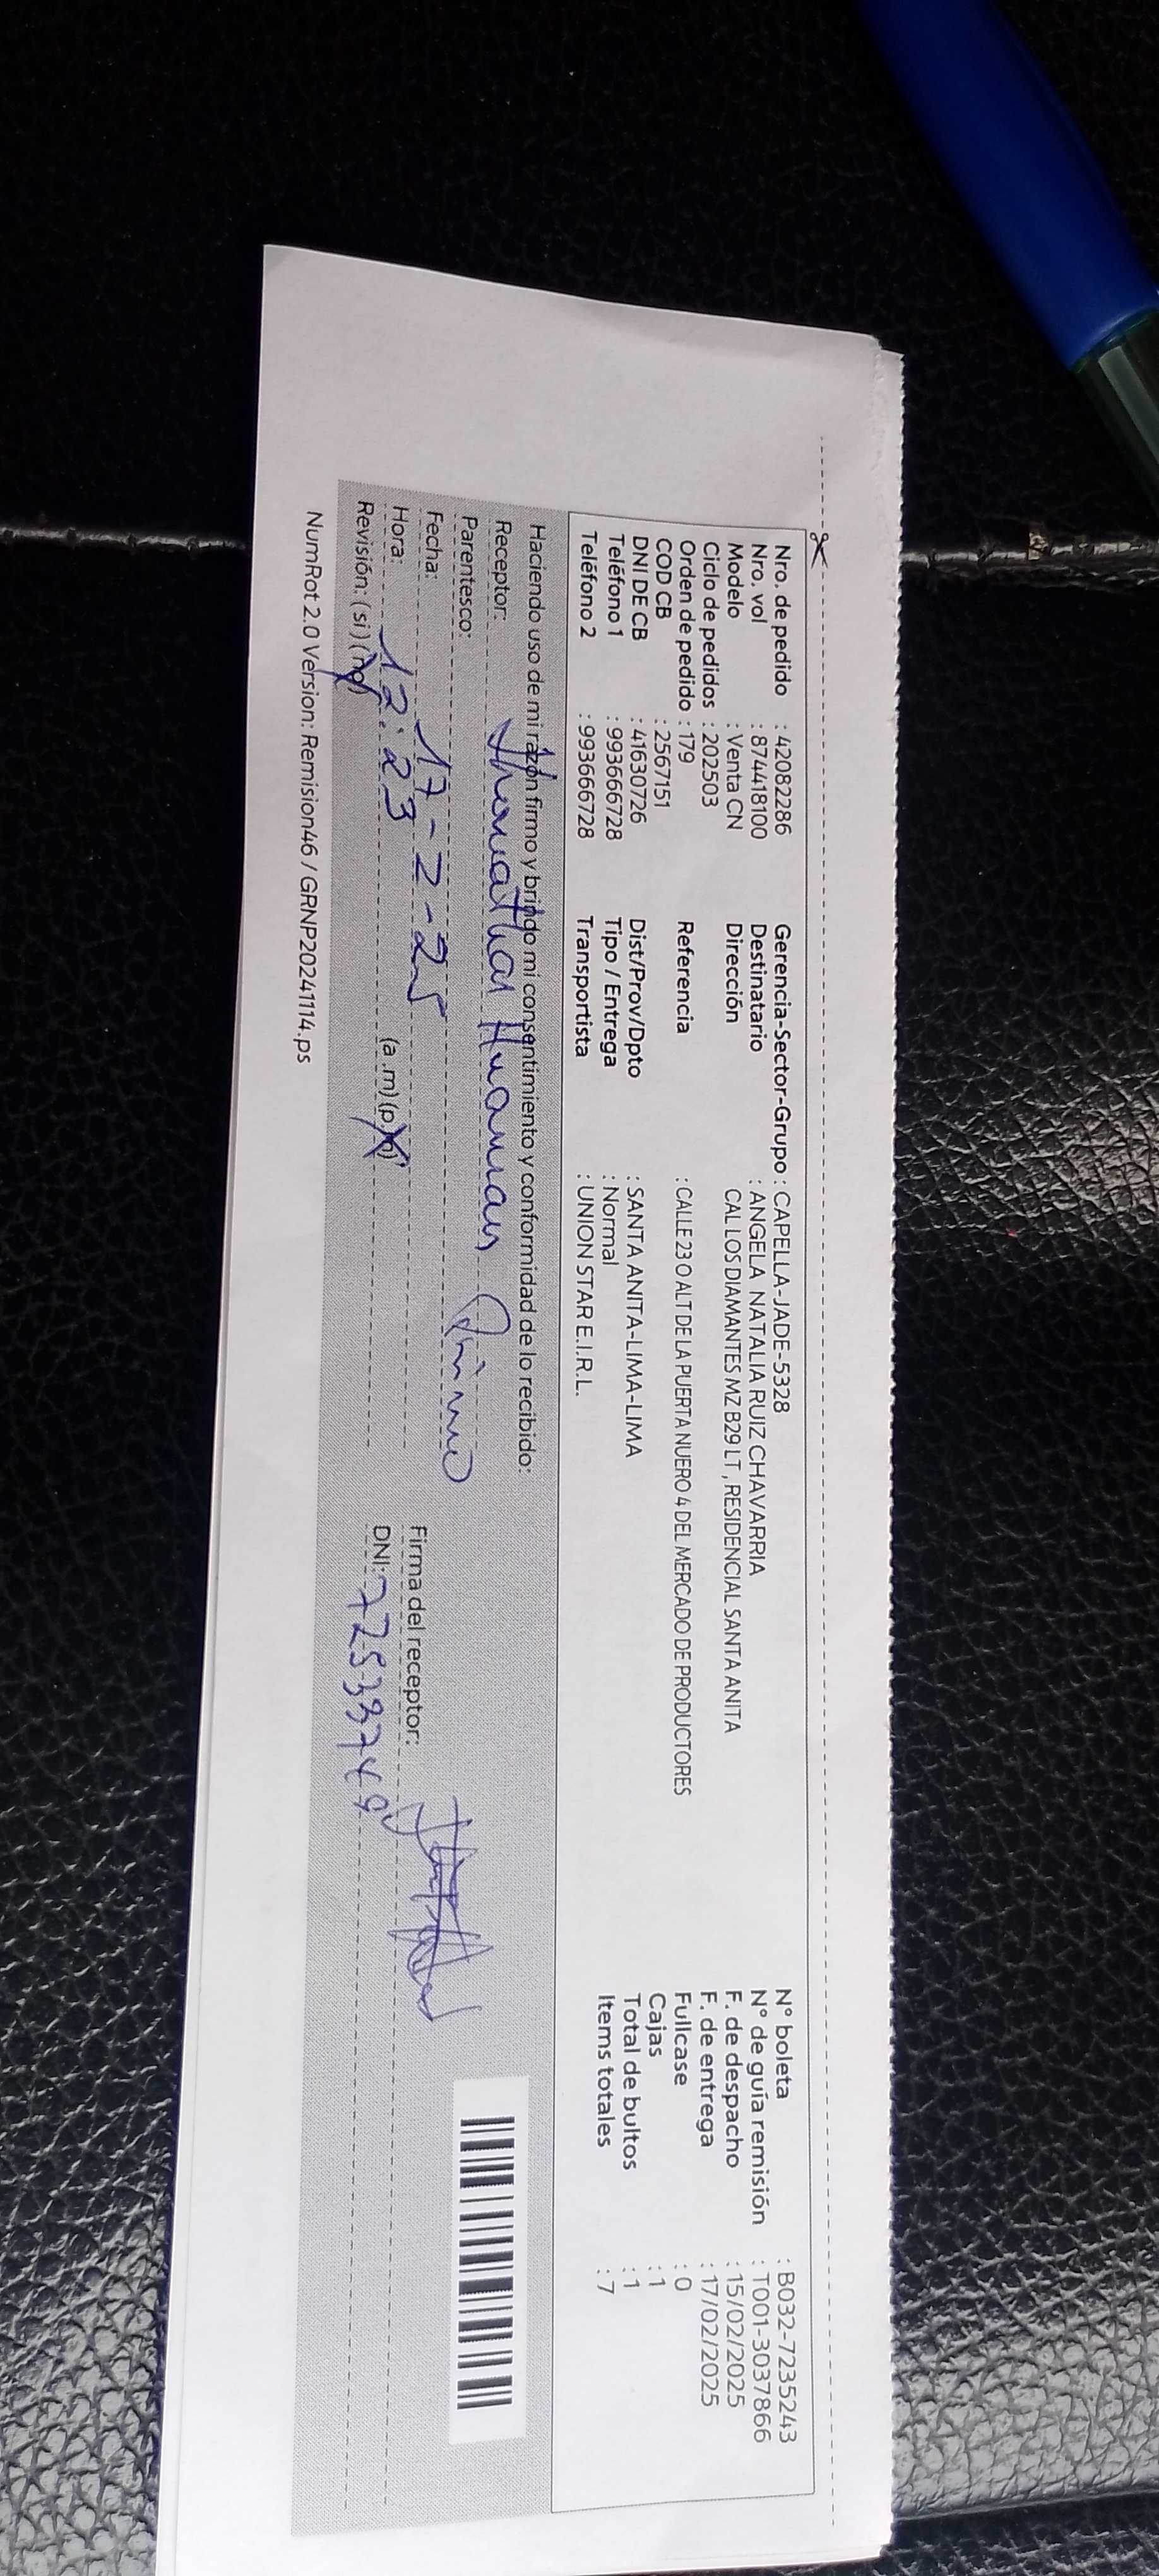 Nro. de pedido : 42082286 Gerencia-Sector-Grupo : CAPELLA-JADE-5328 N° boleta : B032-7235243
Nro. vol : 874418100 Destinatario : ANGELA NATALIA RUIZ CHAVARRIA N° de guía remisión : T001-3037866
Modelo : Venta CN Dirección CAL LOS DIAMANTES MZ B29 LT , RESIDENCIAL SANTA ANITA F. de despacho : 15/02/2025
Ciclo de pedidos : 202503 F. de entrega : 17/02/2025
Orden de pedido : 179 Referencia : CALLE 23 O ALT DE LA PUERTA NUERO 4 DEL MERCADO DE PRODUCTORES Fullcase : 0
COD CB : 2567151 Cajas : 1
DNI DE CB : 41630726 Dist/Prov/Dpto : SANTA ANITA-LIMA-LIMA Total de bultos : 1
Teléfono 1 : 993666728 Tipo / Entrega : Normal Items totales : 7
Teléfono 2 : 993666728 Transportista : UNION STAR E.I.R.L.
Haciendo uso de mi razón firmo y brindo mi consentimiento y conformidad de lo recibido:
Receptor: Jhonathan Huaman
Parentesco: Primo
Fecha: 17-2-25 Firma del receptor:
Hora: 12:23 (a .m) (p.m) DNI: 72533749
Revisión: (si) (no)
NumRot 2.0 Version: Remision46 / GRNP20241114.ps